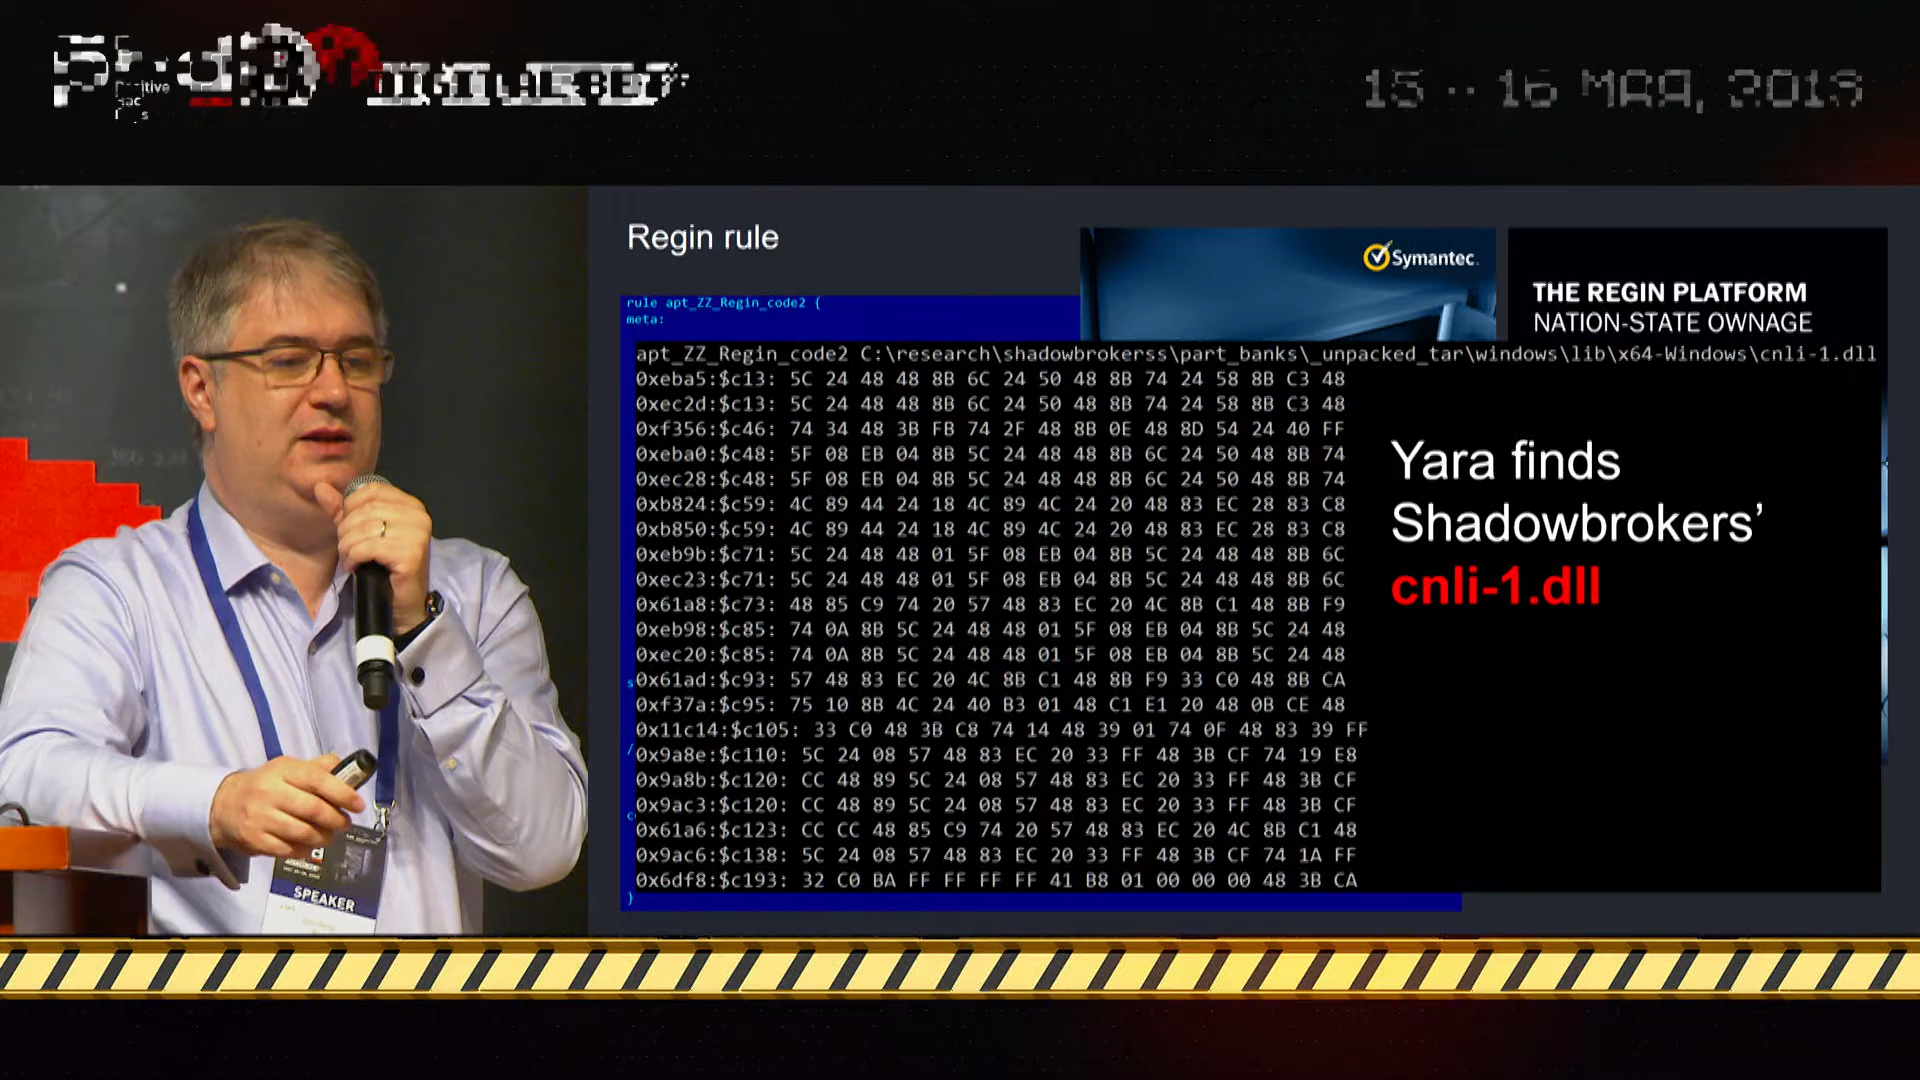 15 -- 16 МАЯ, 2018
Regin rule
Symantec.
THE REGIN PLATFORM
NATION-STATE OWNAGE
rule apt_ZZ_Regin_code2 {
meta:
apt_ZZ_Regin_code2 C:\research\shadowbrokerss\part_banks\_unpacked_tar\windows\lib\x64-Windows\cnli-1.dll
0xeba5:$c13: 5C 24 48 48 8B 6C 24 50 48 8B 74 24 58 8B C3 48
0xec2d:$c13: 5C 24 48 48 8B 6C 24 50 48 8B 74 24 58 8B C3 48
0xf356:$c46: 74 34 48 3B FB 74 2F 48 8B 0E 48 8D 54 24 40 FF
0xeba0:$c48: 5F 08 EB 04 8B 5C 24 48 48 8B 6C 24 50 48 8B 74
0xec28:$c48: 5F 08 EB 04 8B 5C 24 48 48 8B 6C 24 50 48 8B 74
0xb824:$c59: 4C 89 44 24 18 4C 89 4C 24 20 48 83 EC 28 83 C8
0xb850:$c59: 4C 89 44 24 18 4C 89 4C 24 20 48 83 EC 28 83 C8
0xeb9b:$c71: 5C 24 48 48 01 5F 08 EB 04 8B 5C 24 48 48 8B 6C
0xec23:$c71: 5C 24 48 48 01 5F 08 EB 04 8B 5C 24 48 48 8B 6C
0x61a8:$c73: 48 85 C9 74 20 57 48 83 EC 20 4C 8B C1 48 8B F9
0xeb98:$c85: 74 0A 8B 5C 24 48 48 01 5F 08 EB 04 8B 5C 24 48
0xec20:$c85: 74 0A 8B 5C 24 48 48 01 5F 08 EB 04 8B 5C 24 48
0x61ad:$c93: 57 48 83 EC 20 4C 8B C1 48 8B F9 33 C0 48 8B CA
0xf37a:$c95: 75 10 8B 4C 24 40 B3 01 48 C1 E1 20 48 0B CE 48
0x11c14:$c105: 33 C0 48 3B C8 74 14 48 39 01 74 0F 48 83 39 FF
0x9a8e:$c110: 5C 24 08 57 48 83 EC 20 33 FF 48 3B CF 74 19 E8
0x9a8b:$c120: CC 48 89 5C 24 08 57 48 83 EC 20 33 FF 48 3B CF
0x9ac3:$c120: CC 48 89 5C 24 08 57 48 83 EC 20 33 FF 48 3B CF
0x61a6:$c123: CC CC 48 85 C9 74 20 57 48 83 EC 20 4C 8B C1 48
0x9ac6:$c138: 5C 24 08 57 48 83 EC 20 33 FF 48 3B CF 74 1A FF
0x6df8:$c193: 32 C0 BA FF FF FF FF 41 B8 01 00 00 00 48 3B CA
}
Yara finds
Shadowbrokers’
cnli-1.dll
SPEAKER